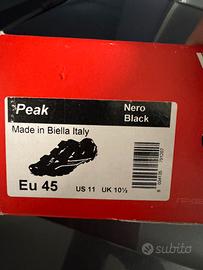 Peak
Nero
Black
Made in Biella Italy
Eu 45
US 11 UK 10½
subito